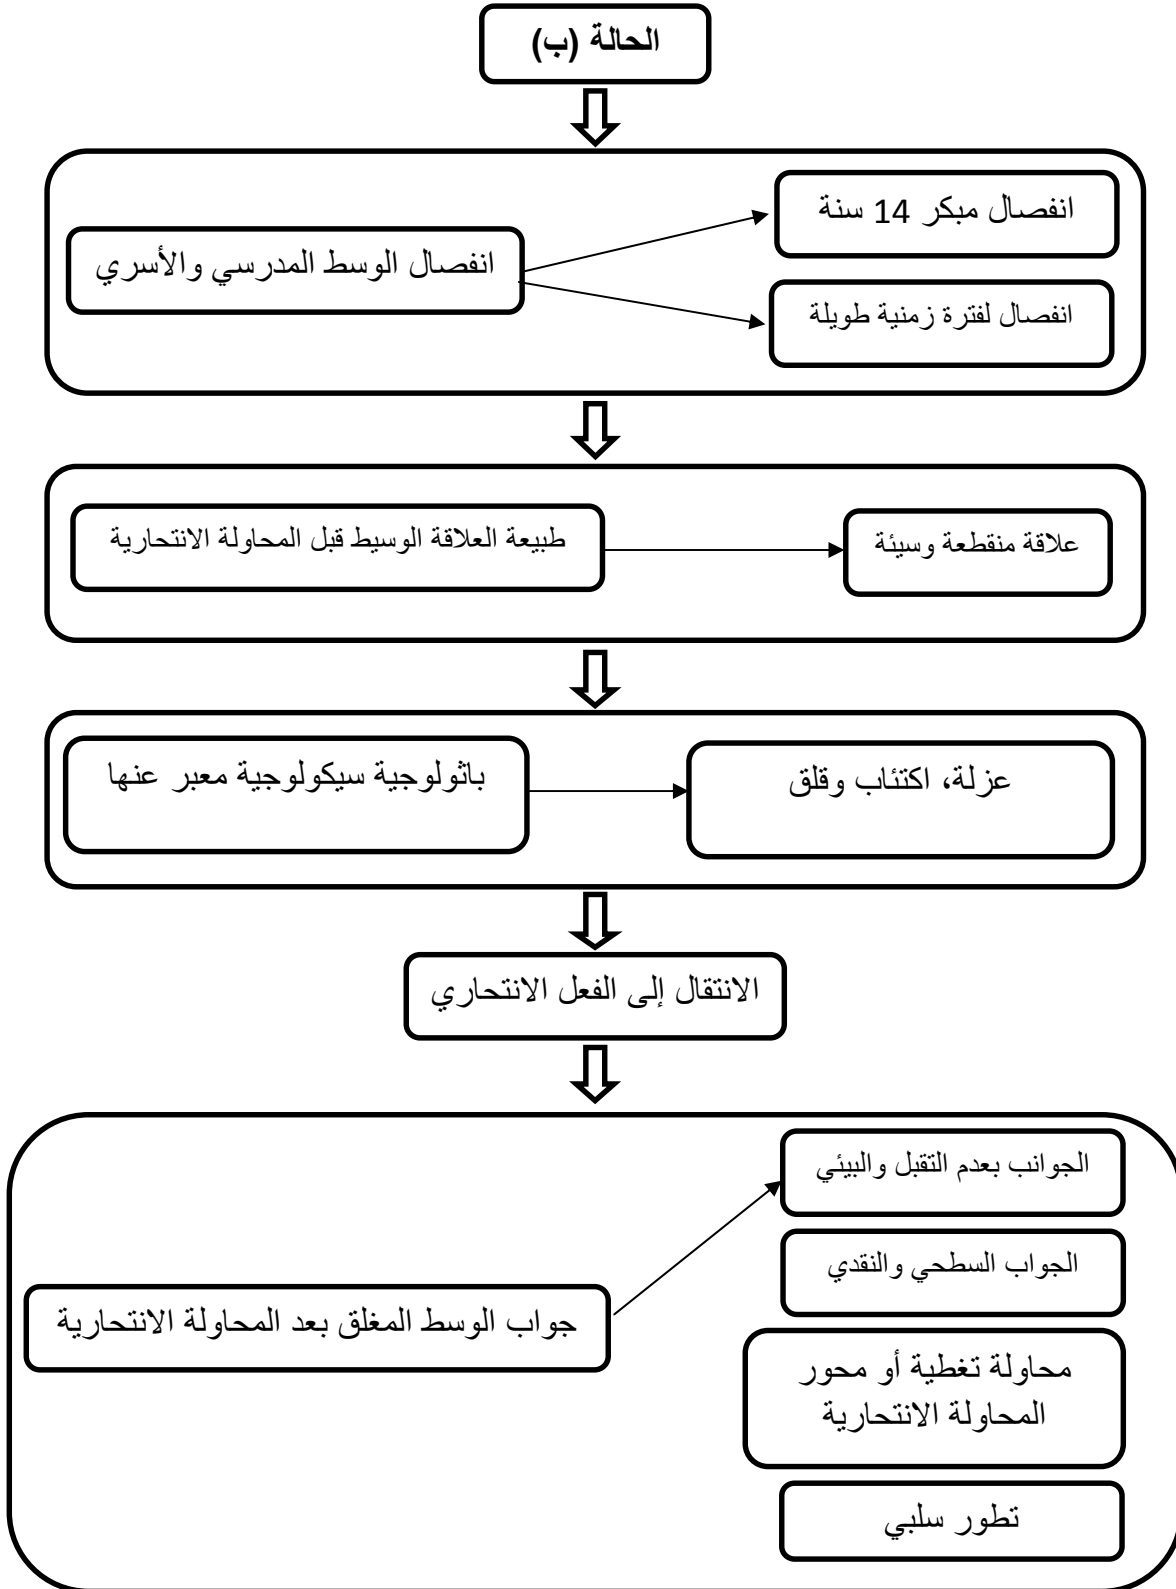 الحالة (ب)
انفصال مبكر 14 سنة
انفصال الوسط المدرسي والأسري
انفصال لفترة زمنية طويلة
طبيعة العلاقة الوسيط قبل المحاولة الانتحارية
علاقة منقطعة وسيئة
باثولوجية سيكولوجية معبر عنها
عزلة، اكتئاب وقلق
الانتقال إلى الفعل الانتحاري
جواب الوسط المغلق بعد المحاولة الانتحارية
الجوانب بعدم التقبل والبيئي
الجواب السطحي والنقدي
محاولة تغطية أو محور
المحاولة الانتحارية
تطور سلبي